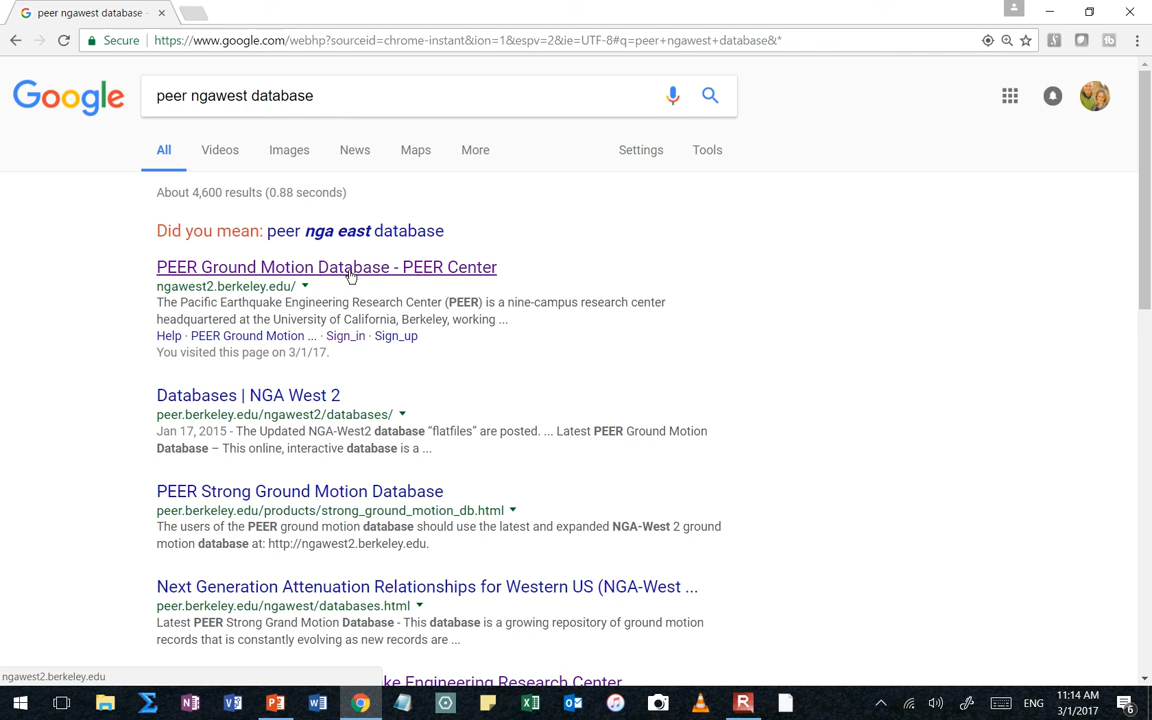 peer ngawest database -
Secure https://www.google.com/webhp?sourceid=chrome-instant&ion=1&espv=2&ie=UTF-8#q=peer+ngawest+database&*
tb
Google
peer ngawest database
All Videos Images News Maps More Settings Tools
About 4,600 results (0.88 seconds)
Did you mean: peer nga east database
PEER Ground Motion Database - PEER Center
ngawest2.berkeley.edu/
The Pacific Earthquake Engineering Research Center (PEER) is a nine-campus research center
headquartered at the University of California, Berkeley, working ...
Help · PEER Ground Motion ... · Sign_in · Sign_up
You visited this page on 3/1/17.
Databases | NGA West 2
peer.berkeley.edu/ngawest2/databases/
Jan 17, 2015 - The Updated NGA-West2 database “flatfiles” are posted. ... Latest PEER Ground Motion
Database – This online, interactive database is a ...
PEER Strong Ground Motion Database
peer.berkeley.edu/products/strong_ground_motion_db.html
The users of the PEER ground motion database should use the latest and expanded NGA-West 2 ground
motion database at: http://ngawest2.berkeley.edu.
Next Generation Attenuation Relationships for Western US (NGA-West ...
peer.berkeley.edu/ngawest/databases.html
Latest PEER Strong Grand Motion Database - This database is a growing repository of ground motion
records that is constantly evolving as new records are ...
ngawest2.berkeley.edu
ke Engineering Research Center
ENG
11:14 AM
3/1/2017
6